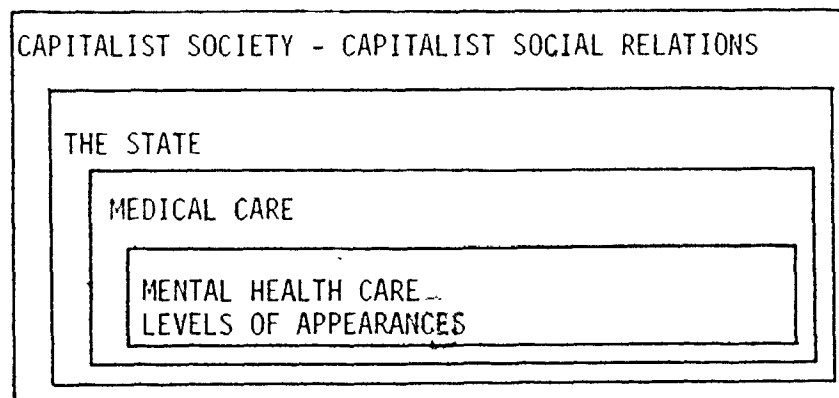 CAPITALIST SOCIETY - CAPITALIST SOCIAL RELATIONS
THE STATE
MEDICAL CARE
MENTAL HEALTH CARE
LEVELS OF APPEARANCES